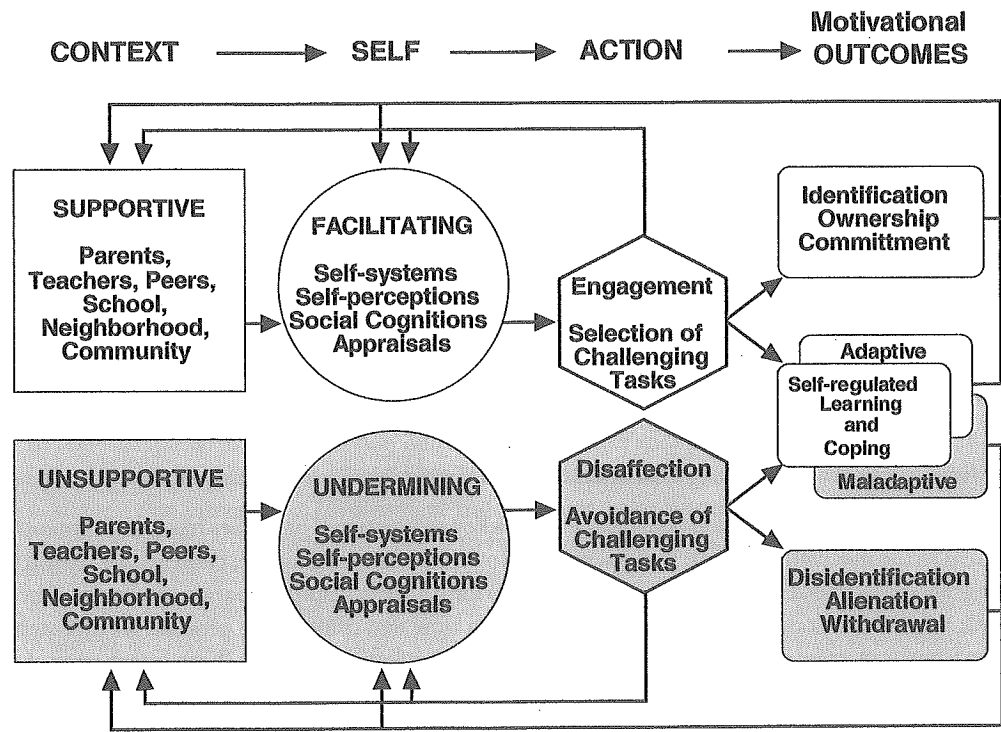 CONTEXT
SELF
ACTION
Motivational
OUTCOMES
SUPPORTIVE
Parents,
Teachers, Peers,
School,
Neighborhood,
Community
FACILITATING
Self-systems
Self-perceptions
Social Cognitions
Appraisals
Engagement
Selection of
Challenging
Tasks
Identification
Ownership
Committment
Adaptive
Self-regulated
Learning
and
Coping
Maladaptive
UNSUPPORTIVE
Parents,
Teachers, Peers,
School,
Neighborhood,
Community
UNDERMINING
Self-systems
Self-perceptions
Social Cognitions
Appraisals
Disaffection
Avoidance of
Challenging
Tasks
Disidentification
Alienation
Withdrawal